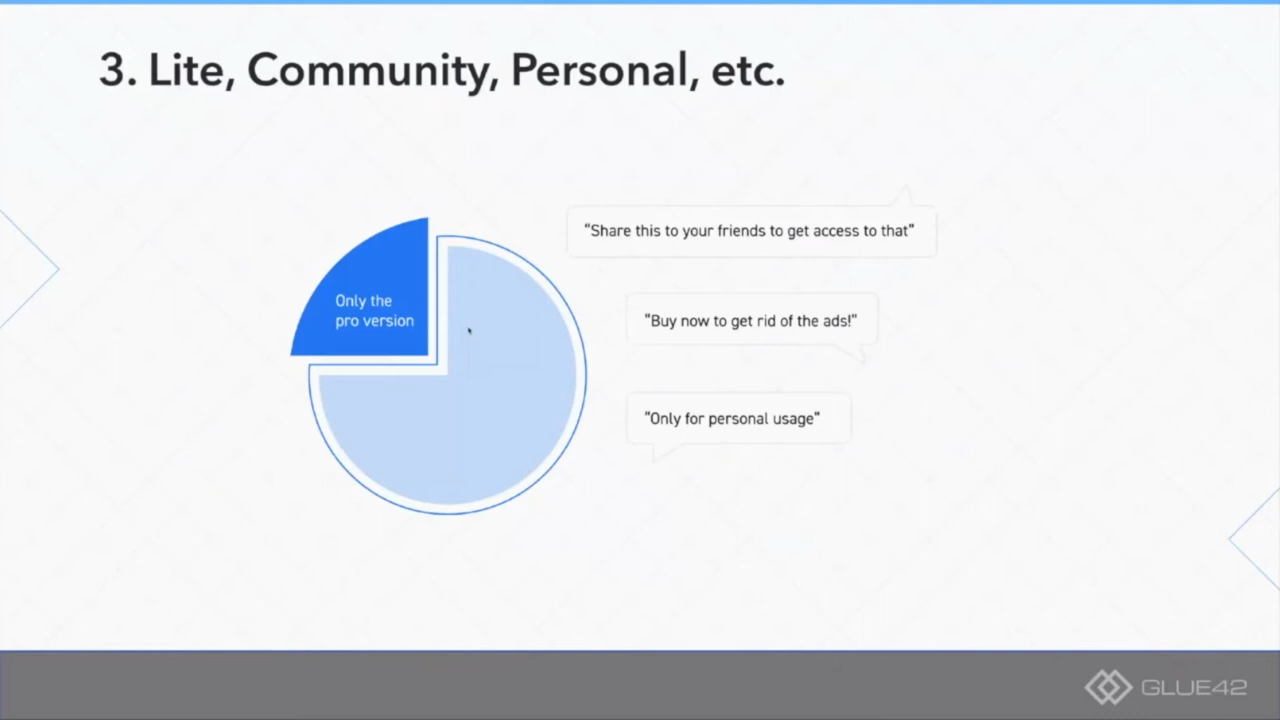 3. Lite, Community, Personal, etc.
Only the
pro version
“Share this to your friends to get access to that”
“Buy now to get rid of the ads!”
“Only for personal usage”
GLUE42